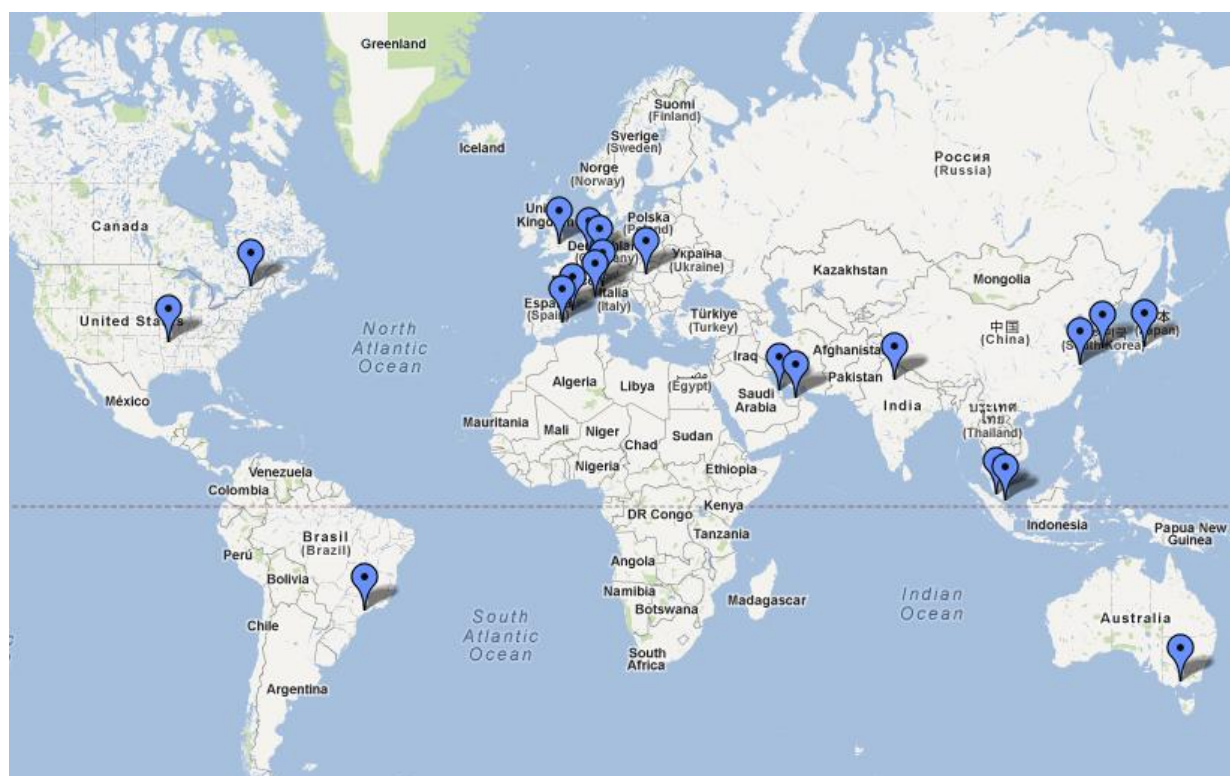 Greenland
Iceland
Suomi
(Finland)
Sverige
(Sweden)
Norge
(Norway)
Россия
(Russia)
Canada
United States
México
North
Atlantic
Ocean
Polska
Україна
(Ukraine)
Italia
(Italy)
(Spain)
Türkiye
(Turkey)
Kazakhstan
Mongolia
中国
(China)
Iraq
Afghanistan
Pakistan
India
Saudi
Arabia
(Egypt)
Algeria
Libya
Mauritania
Mali
Niger
Chad
Sudan
Nigeria
Ethiopia
(Thailand)
Venezuela
Colombia
DR Congo
Kenya
Tanzania
Indonesia
Papua New
Guinea
Brasil
(Brazil)
Perú
Bolivia
Angola
Namibia
Botswana
Madagascar
Indian
Ocean
Chile
Argentina
South
Atlantic
Ocean
South
Africa
Australia